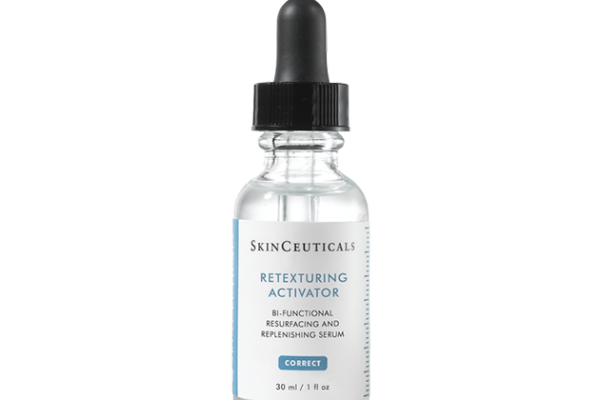 SKINCEUTICALS
RETEXTURING
ACTIVATOR
BI-FUNCTIONAL
RESURFACING AND
REPLENISHING SERUM
CORRECT
30 ml / 1 fl oz